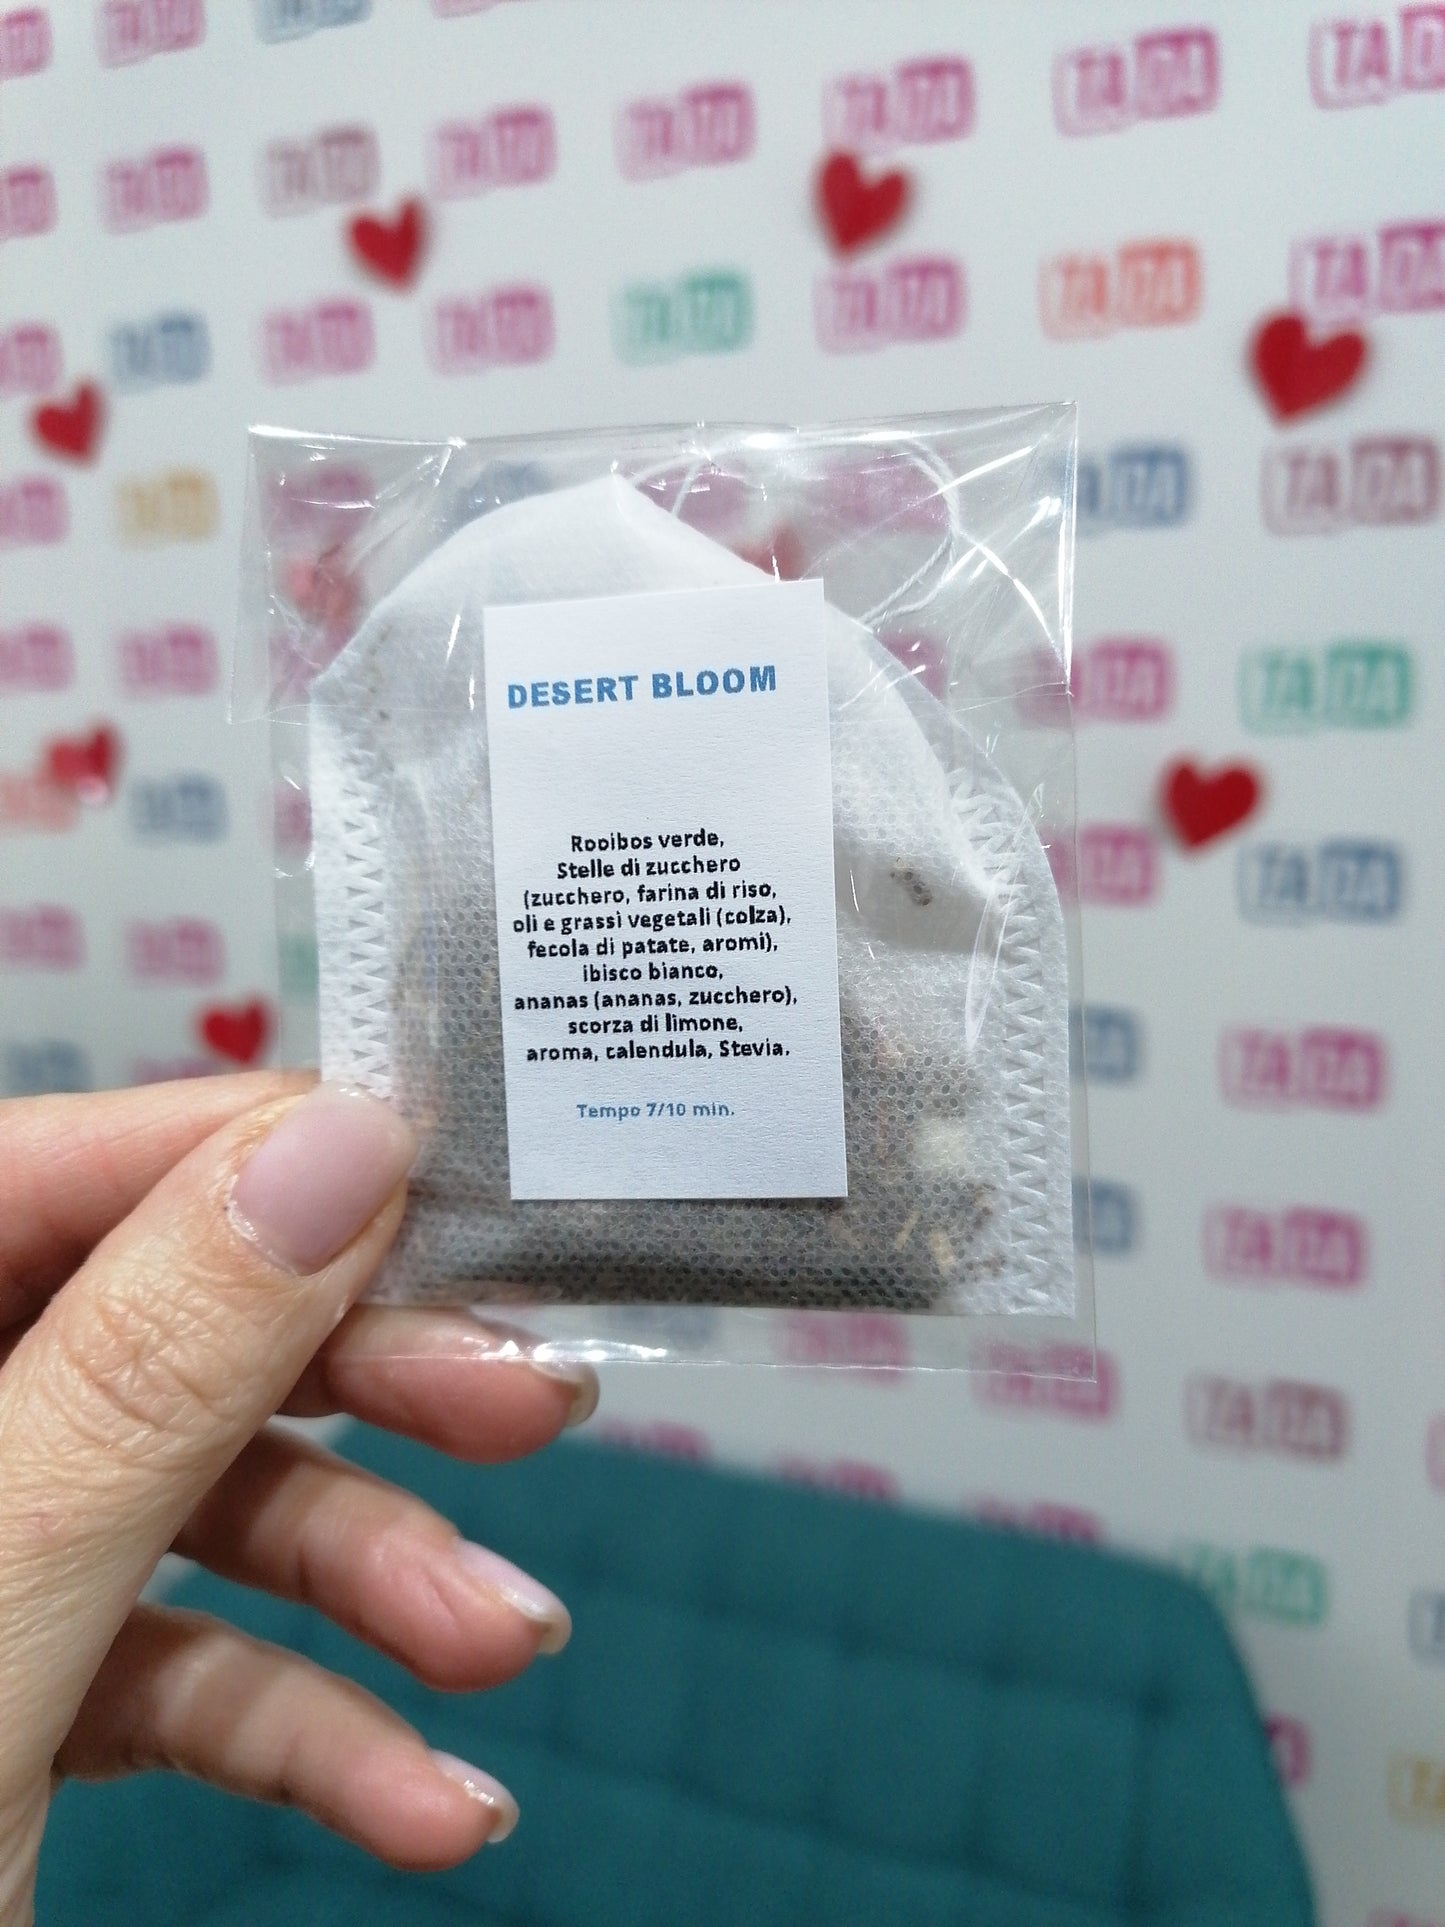 DESERT BLOOM
Rooibos verde,
Stelle di zucchero
(zucchero, farina di riso,
oli e grassi vegetali (colza),
fecola di patate, aromi),
ibisco bianco,
ananas (ananas, zucchero),
scorza di limone,
aroma, calendula, Stevia.
Tempo 7/10 min.
TADA